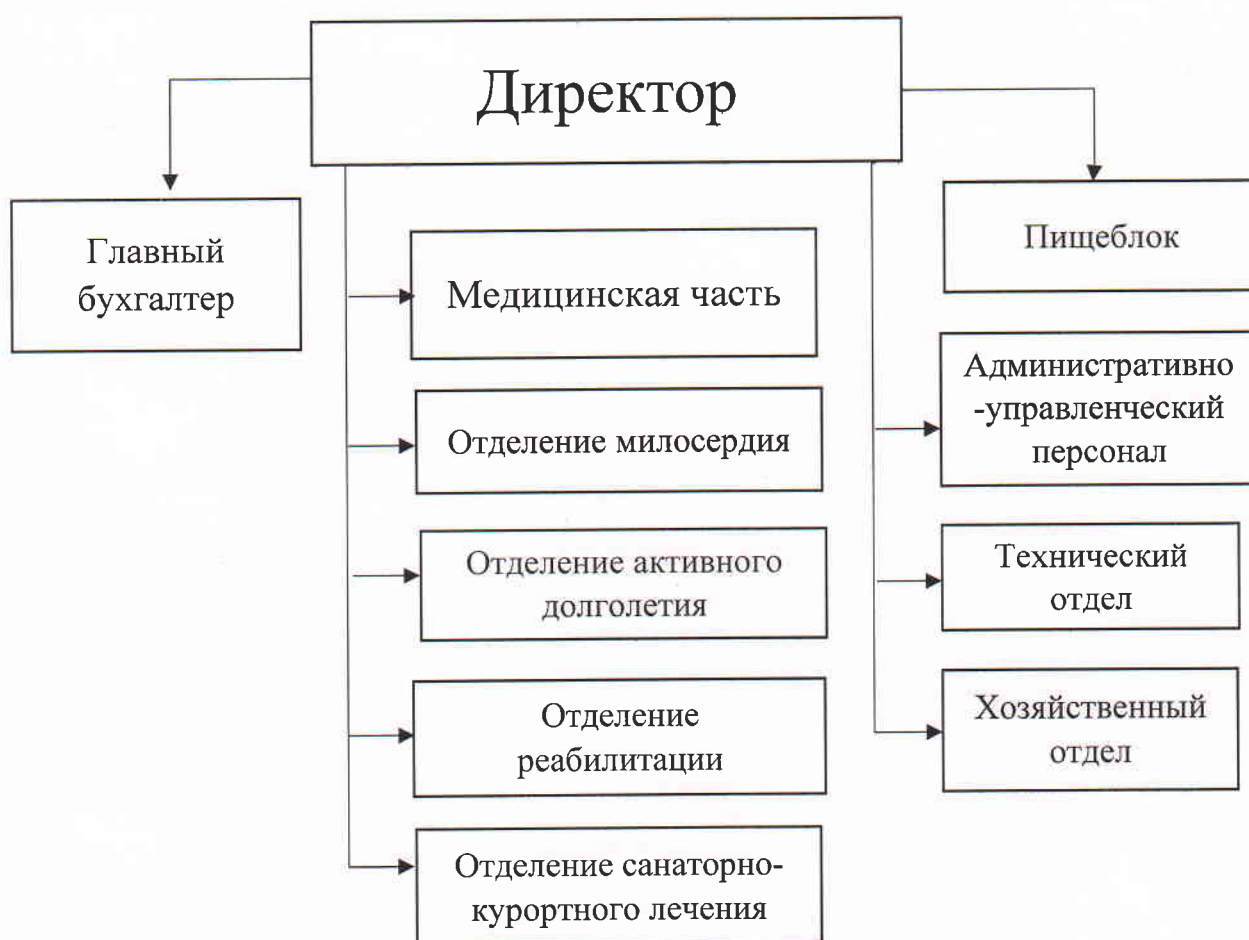 Директор
Главный
бухгалтер
Пищеблок
Медицинская часть
Административно
-управленческий
персонал
Отделение милосердия
Отделение активного
долголетия
Технический
отдел
Отделение
реабилитации
Хозяйственный
отдел
Отделение санаторно-
курортного лечения